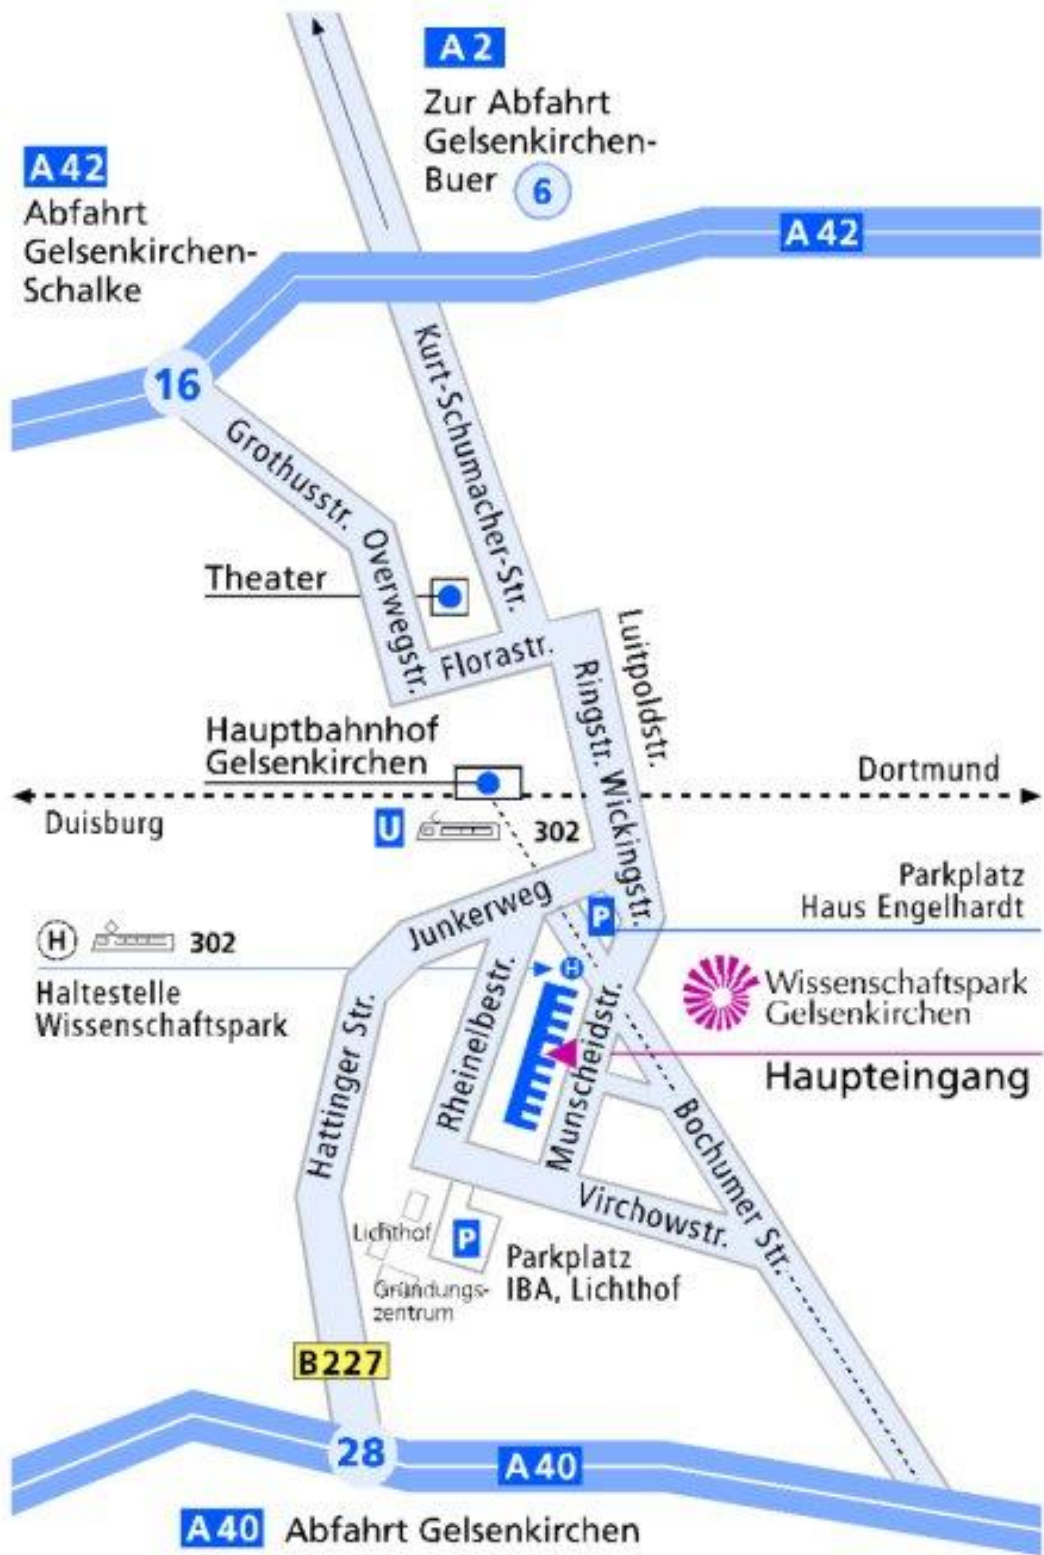 A 2
Zur Abfahrt
Gelsenkirchen-
Buer 6
A 42
Abfahrt
Gelsenkirchen-
Schalke
A 42
16
Kurt-Schumacher-Str.
Grothusstr.
Overwegstr.
Theater
Florastr.
Luitpoldstr.
Ringstr.
Wickingstr.
Hauptbahnhof
Gelsenkirchen
Dortmund
Duisburg
U 302
Parkplatz
Haus Engelhardt
P
Junkerweg
H 302
Haltestelle
Wissenschaftspark
H
Wissenschaftspark
Gelsenkirchen
Haupteingang
Hattinger Str.
Rheinelbestr.
Munscheidstr.
Bochumer Str.
Virchowstr.
Lichthof
P
Parkplatz
IBA, Lichthof
Gründungs-
zentrum
B227
28
A 40
A 40 Abfahrt Gelsenkirchen